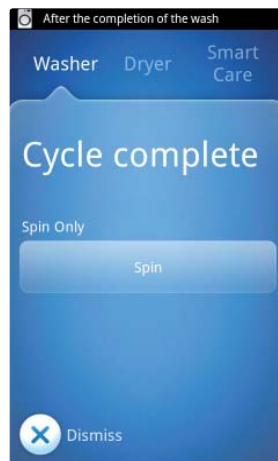 After the completion of the wash
Washer
Dryer
Smart
Care
Cycle complete
Spin Only
Spin
Dismiss